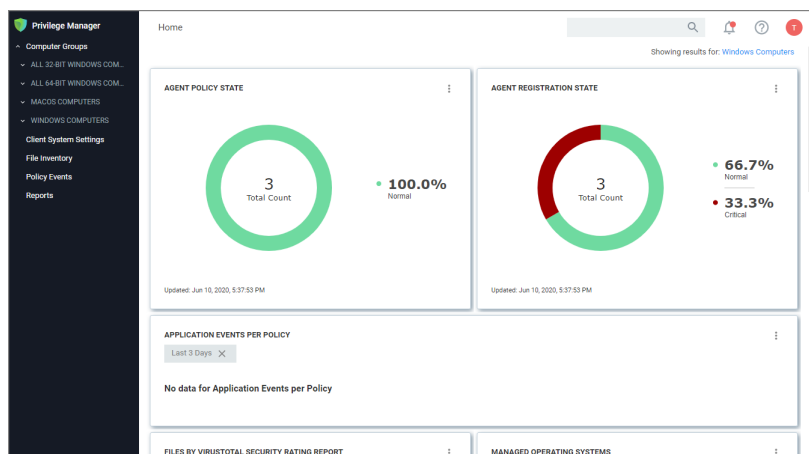 Privilege Manager
Computer Groups
ALL 32-BIT WINDOWS COM...
ALL 64-BIT WINDOWS COM...
MACOS COMPUTERS
WINDOWS COMPUTERS
Client System Settings
File Inventory
Policy Events
Reports
Home
T
Showing results for: Windows Computers
AGENT POLICY STATE
3
Total Count
100.0%
Normal
Updated: Jun 10, 2020, 5:37:53 PM
AGENT REGISTRATION STATE
3
Total Count
66.7%
Normal
33.3%
Critical
Updated: Jun 10, 2020, 5:37:53 PM
APPLICATION EVENTS PER POLICY
Last 3 Days
No data for Application Events per Policy
FILES BY VIRUSTOTAL SECURITY RATING REPORT
MANAGED OPERATING SYSTEMS